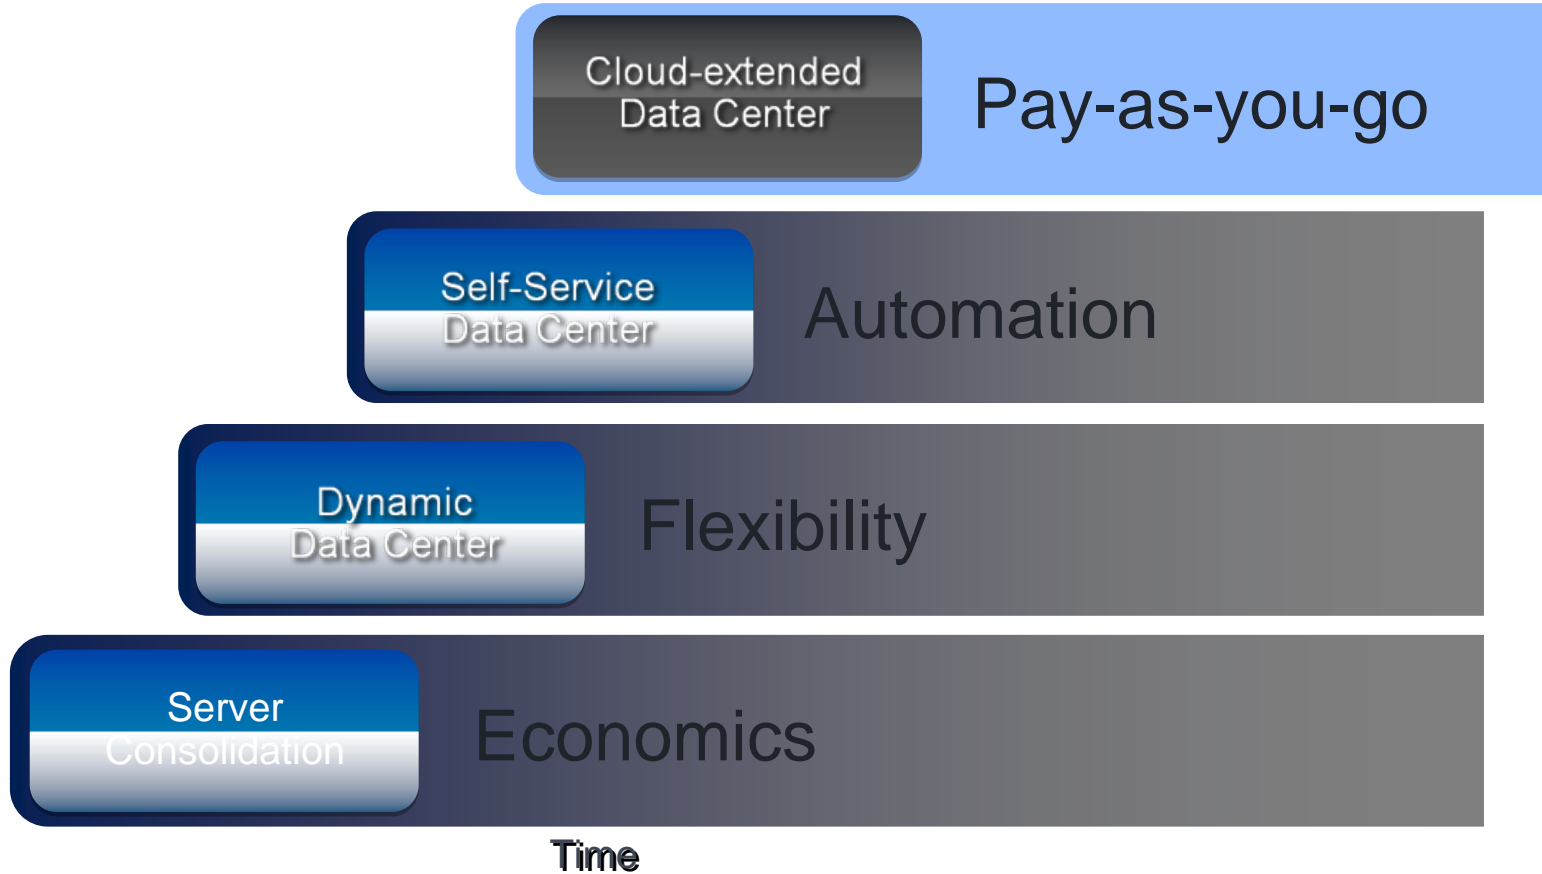 Cloud-extended
Data Center
Pay-as-you-go
Self-Service
Data Center
Automation
Dynamic
Data Center
Flexibility
Server
Consolidation
Economics
Time